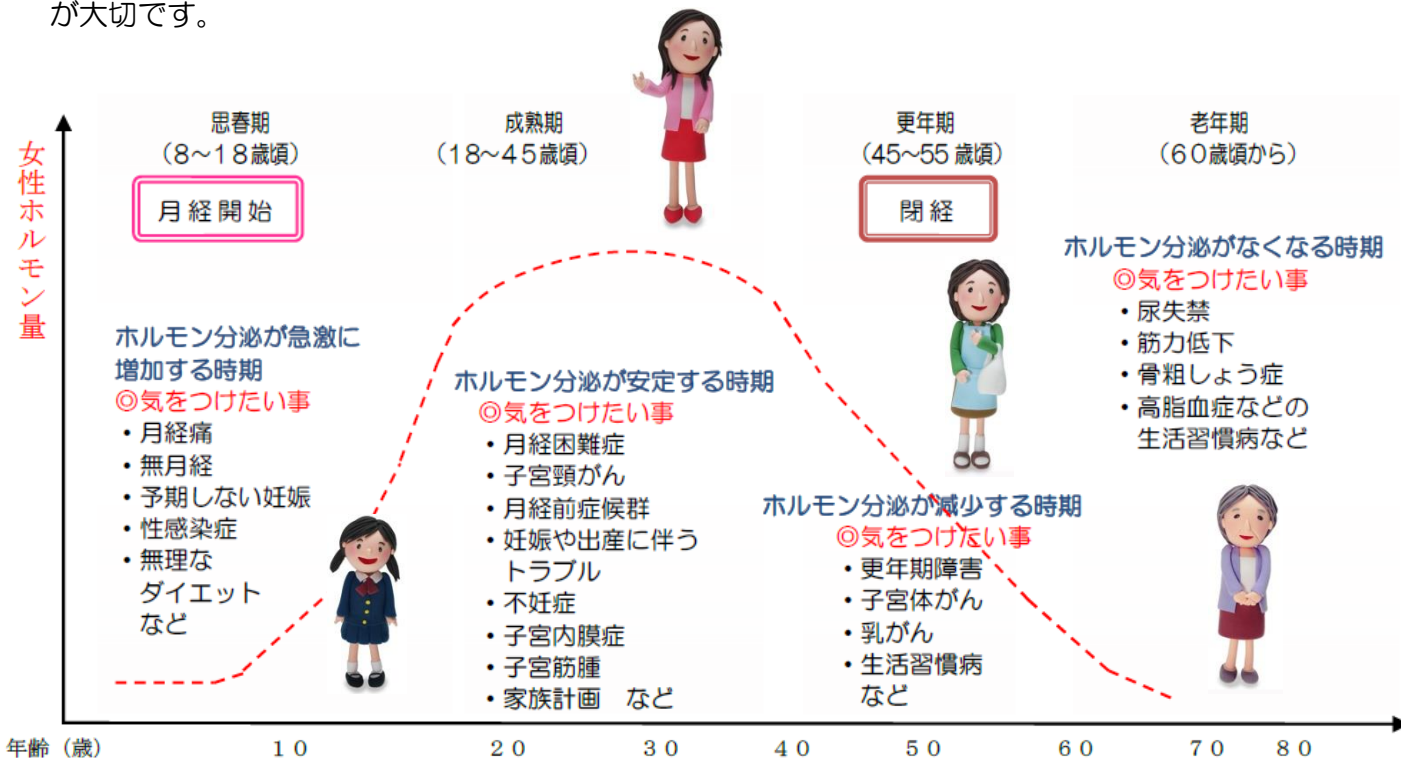 が大切です。
女性ホルモン量
思春期
(8～18歳頃)
月経開始
ホルモン分泌が急激に
増加する時期
◎気をつけたい事
・月経痛
・無月経
・予期しない妊娠
・性感染症
・無理な
ダイエット
など
成熟期
(18～45歳頃)
ホルモン分泌が安定する時期
◎気をつけたい事
・月経困難症
・子宮頸がん
・月経前症候群
・妊娠や出産に伴う
トラブル
・不妊症
・子宮内膜症
・子宮筋腫
・家族計画　など
更年期
(45～55歳頃)
閉経
ホルモン分泌が減少する時期
◎気をつけたい事
・更年期障害
・子宮体がん
・乳がん
・生活習慣病
など
老年期
(60歳頃から)
ホルモン分泌がなくなる時期
◎気をつけたい事
・尿失禁
・筋力低下
・骨粗しょう症
・高脂血症などの
生活習慣病など
年齢（歳） 10 20 30 40 50 60 70 80